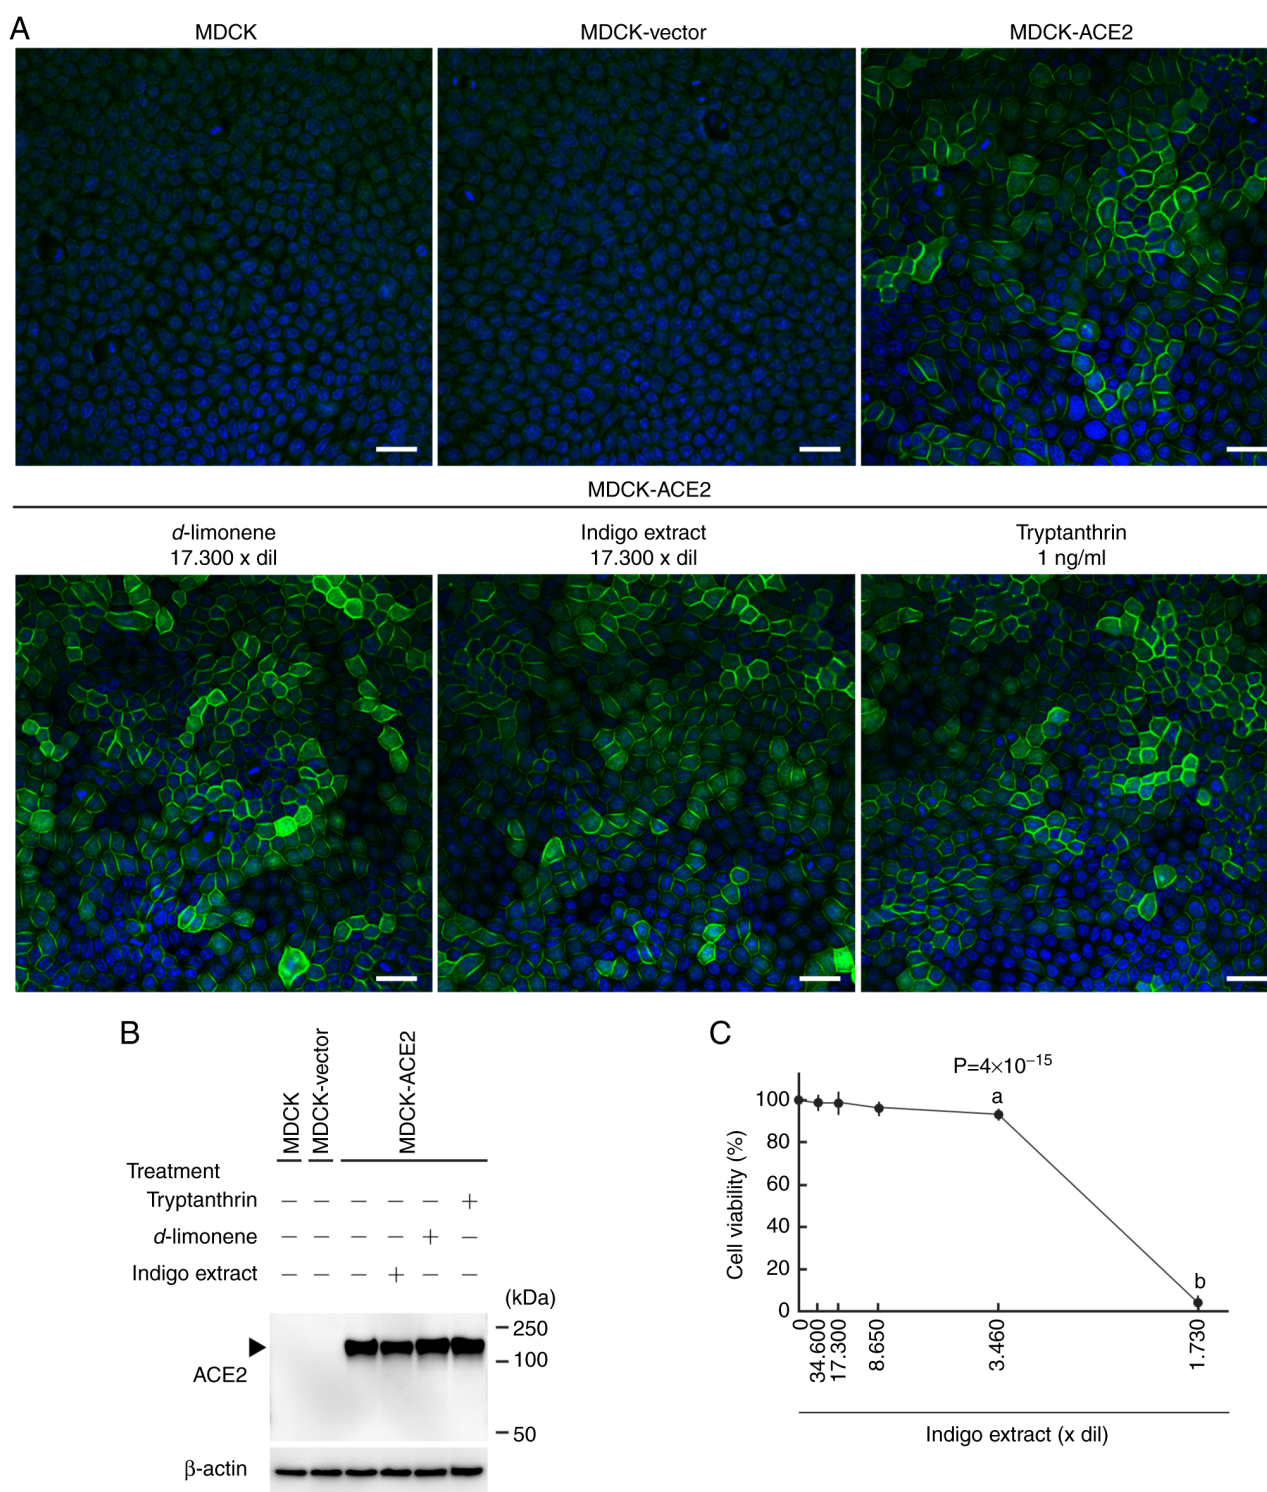 A
MDCK
MDCK-vector
MDCK-ACE2
MDCK-ACE2
d-limonene
17.300 x dil
Indigo extract
17.300 x dil
Tryptanthrin
1 ng/ml
B
MDCK
MDCK-vector
MDCK-ACE2
Treatment
Tryptanthrin − − − − − +
d-limonene − − − − + −
Indigo extract − − − + − −
(kDa)
250
100
ACE2
50
β-actin
C
P=4×10⁻¹⁵
a
b
Cell viability (%)
100
80
60
40
20
0
0
34.600
17.300
8.650
3.460
1.730
Indigo extract (x dil)